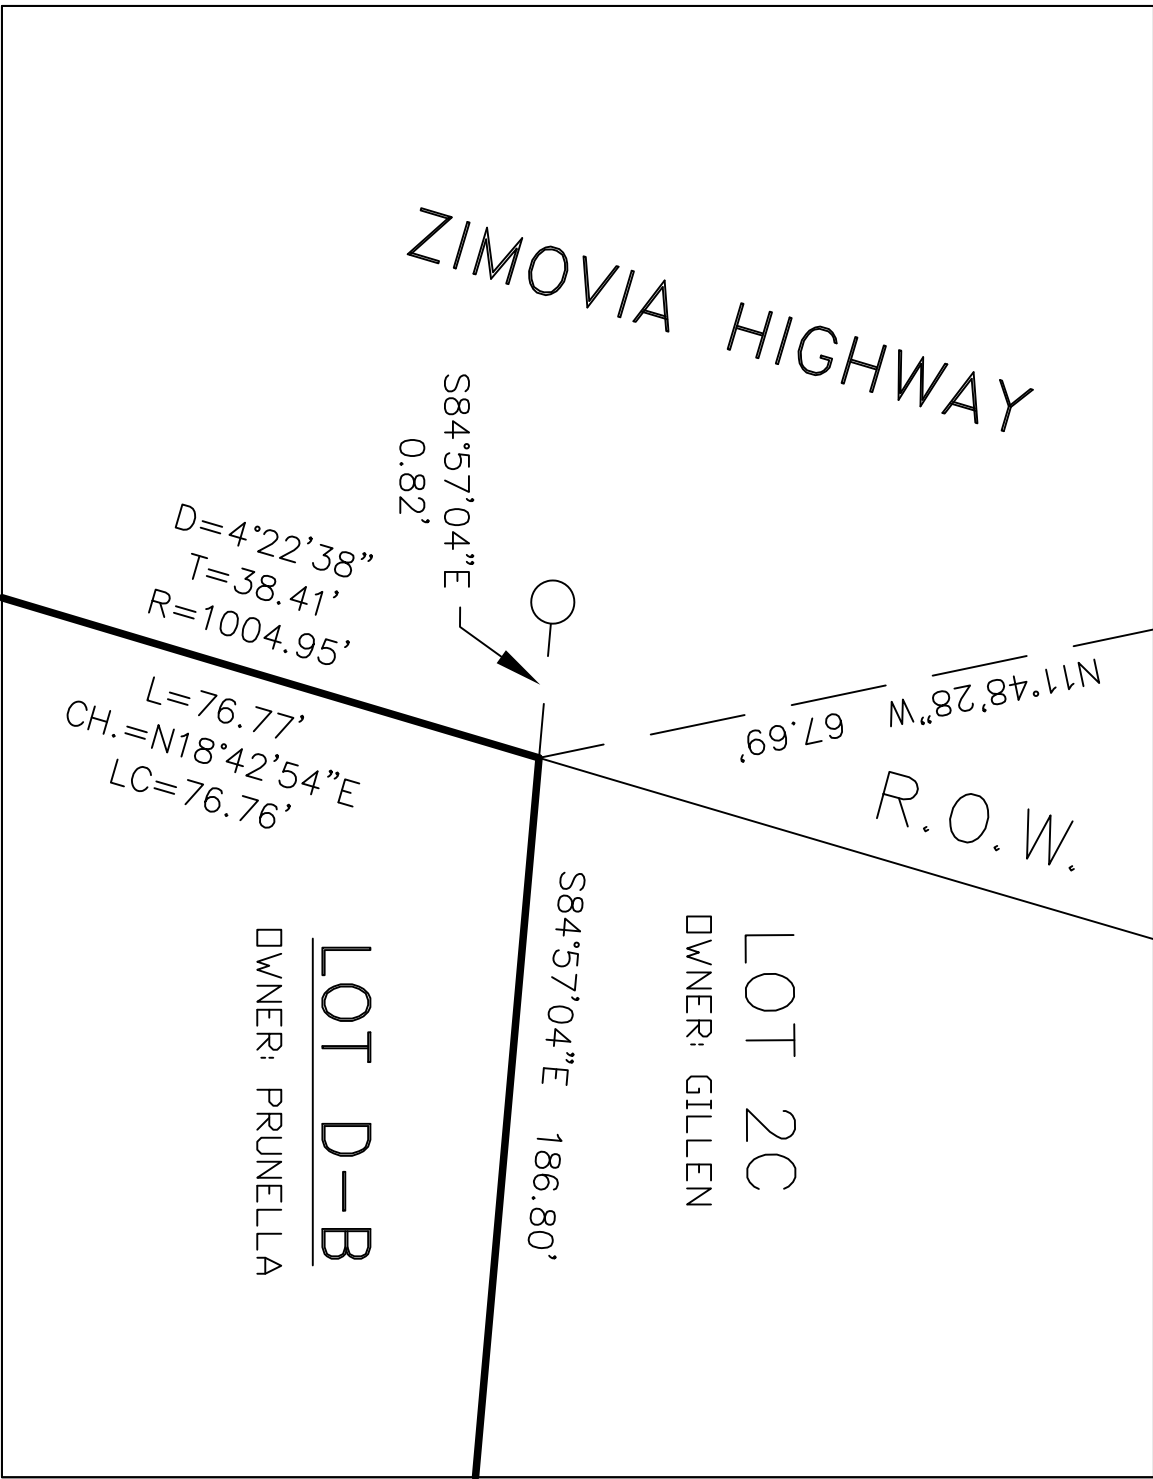 ZIMOVIA HIGHWAY
S84°57'04"E
0.82'
D=4°22'38"
T=38.41'
R=1004.95'
L=76.77'
CH.=N18°42'54"E
LC=76.76'
N11°48'28"W 67.69'
R.O.W.
S84°57'04"E 186.80'
LOT 2C
OWNER: GILLEN
LOT D-B
OWNER: PRUNELLA